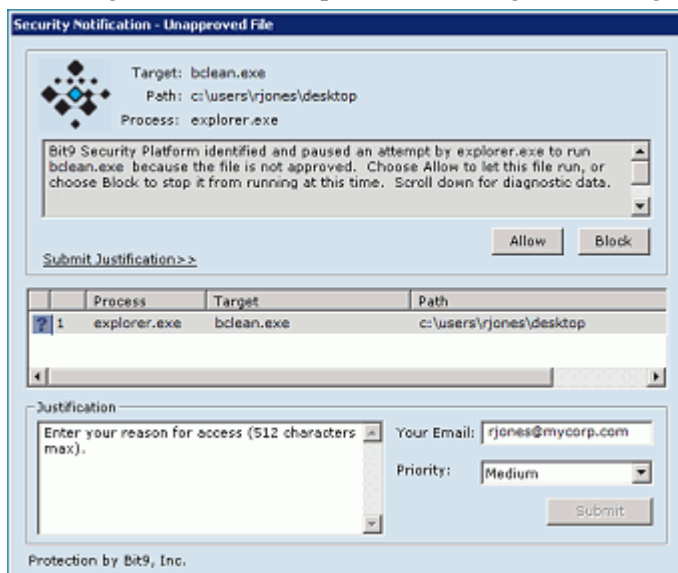 Security Notification - Unapproved File
Target: bclean.exe
Path: c:\users\rjones\desktop
Process: explorer.exe
Bit9 Security Platform identified and paused an attempt by explorer.exe to run
bclean.exe because the file is not approved. Choose Allow to let this file run, or
choose Block to stop it from running at this time. Scroll down for diagnostic data.
Allow Block
Submit Justification>>
Process Target Path
? 1 explorer.exe bclean.exe c:\users\rjones\desktop
Justification
Enter your reason for access (512 characters
max).
Your Email: rjones@mycorp.com
Priority: Medium
Submit
Protection by Bit9, Inc.